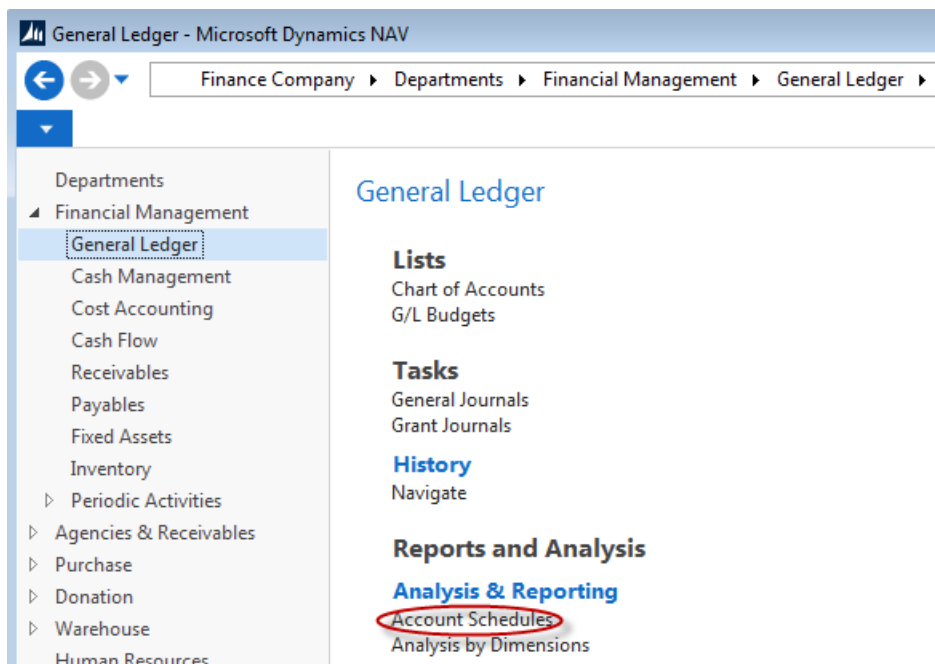 General Ledger - Microsoft Dynamics NAV
Finance Company Departments Financial Management General Ledger
Departments
Financial Management
General Ledger
Cash Management
Cost Accounting
Cash Flow
Receivables
Payables
Fixed Assets
Inventory
Periodic Activities
Agencies & Receivables
Purchase
Donation
Warehouse
Human Resources
General Ledger
Lists
Chart of Accounts
G/L Budgets
Tasks
General Journals
Grant Journals
History
Navigate
Reports and Analysis
Analysis & Reporting
Account Schedules
Analysis by Dimensions